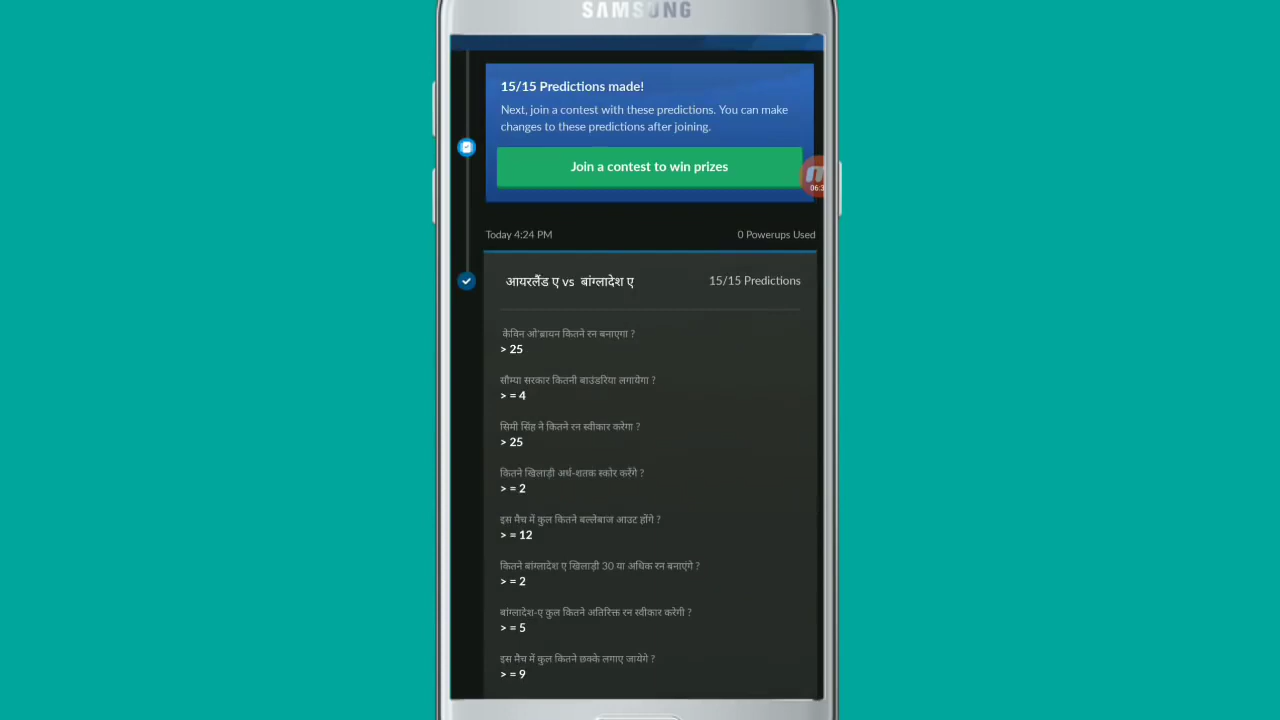 SAMSUNG
15/15 Predictions made!
Next, join a contest with these predictions. You can make
changes to these predictions after joining.
Join a contest to win prizes
06:3
Today 4:24 PM
0 Powerups Used
आयरलैंड ए vs बांग्लादेश ए
15/15 Predictions
केविन ओ'ब्रायन कितने रन बनाएगा ?
> 25
सौम्या सरकार कितनी बाउंडरिया लगायेगा ?
> = 4
सिमी सिंह ने कितने रन स्वीकार करेगा ?
> 25
कितने खिलाड़ी अर्ध-शतक स्कोर करेंगे ?
> = 2
इस मैच में कुल कितने बल्लेबाज आउट होंगे ?
> = 12
कितने बांग्लादेश ए खिलाड़ी 30 या अधिक रन बनाएंगे ?
> = 2
बांग्लादेश-ए कुल कितने अतिरिक्त रन स्वीकार करेगी ?
> = 5
इस मैच में कुल कितने छक्के लगाए जायेगे ?
> = 9